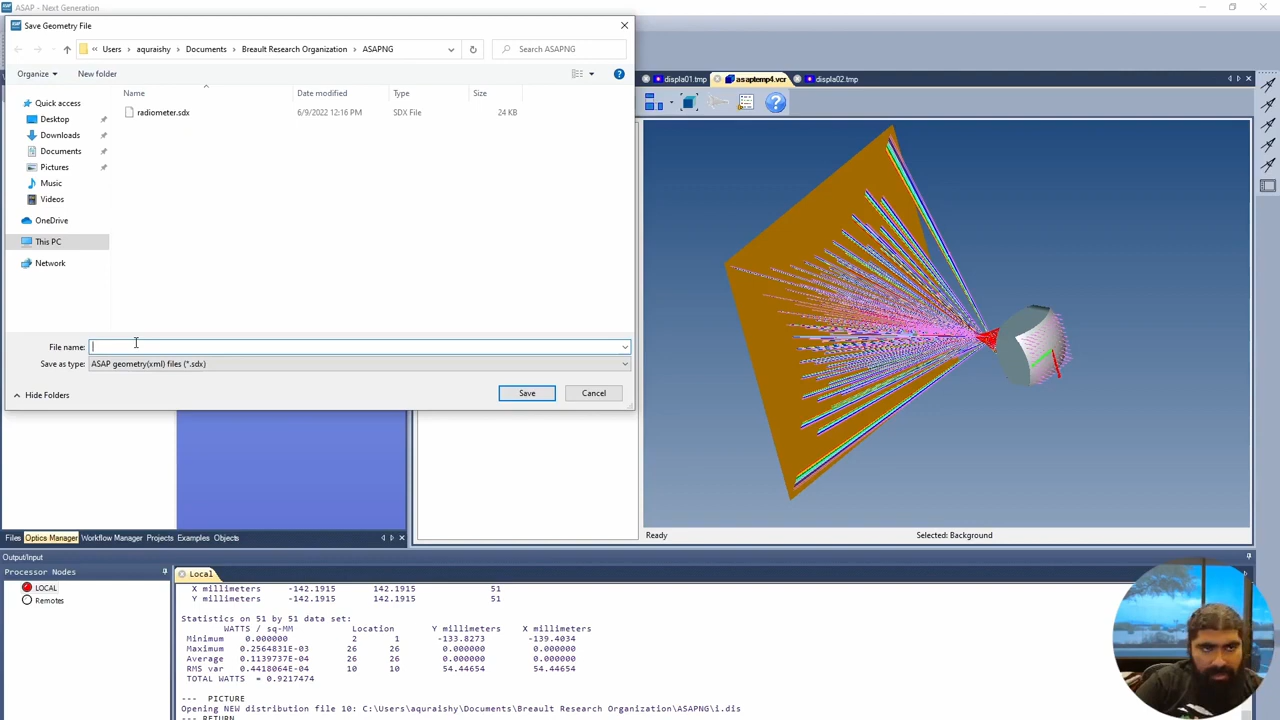 ASAP - Next Generation
Save Geometry File
Users
aquraishy
Documents
Breault Research Organization
ASAPNG
Search ASAPNG
Organize
New folder
Name
Date modified
Type
Size
radiometer.sdx
6/9/2022 12:16 PM
SDX File
24 KB
Quick access
Desktop
Downloads
Documents
Pictures
Music
Videos
OneDrive
This PC
Network
File name:
Save as type:
ASAP geometry(xml) files (*.sdx)
Hide Folders
Save
Cancel
displa01.tmp
asaptemp4.vcr
displa02.tmp
Ready
Selected: Background
Files
Optics Manager
Workflow Manager
Projects
Examples
Objects
Output/Input
Processor Nodes
LOCAL
Remotes
Local
X millimeters -142.1915 142.1915 51
Y millimeters -142.1915 142.1915 51
Statistics on 51 by 51 data set:
WATTS / sq-MM Location Y millimeters X millimeters
Minimum 0.000000 2 1 -133.8273 -139.4034
Maximum 0.2564831E-03 26 26 0.000000 0.000000
Average 0.1139737E-04 26 26 0.000000 0.000000
RMS var 0.4418064E-04 10 10 54.44654 54.44654
TOTAL WATTS = 0.9217474
--- PICTURE
Opening NEW distribution file 10: C:\Users\aquraishy\Documents\Breault Research Organization\ASAPNG\i.dis
--- RETURN